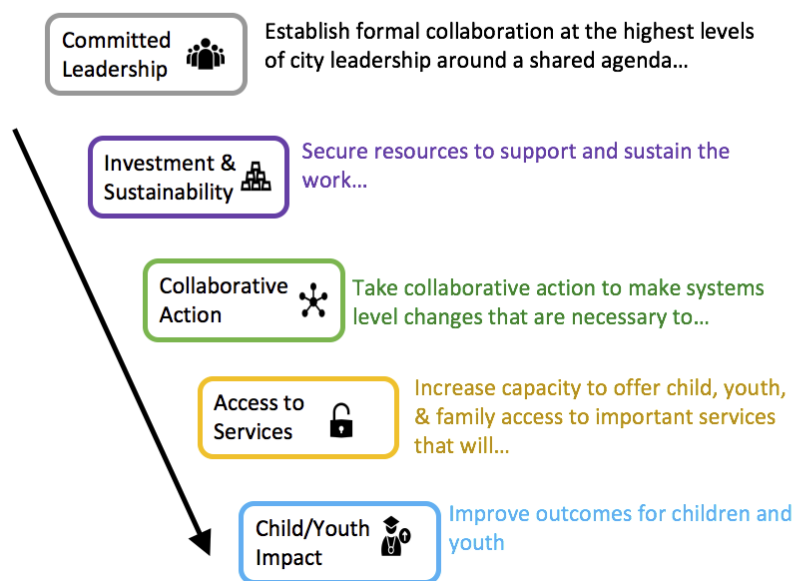 Committed
Leadership
Establish formal collaboration at the highest levels
of city leadership around a shared agenda…
Investment &
Sustainability
Secure resources to support and sustain the
work…
Collaborative
Action
Take collaborative action to make systems
level changes that are necessary to…
Access to
Services
Increase capacity to offer child, youth,
& family access to important services
that will…
Child/Youth
Impact
Improve outcomes for children and
youth